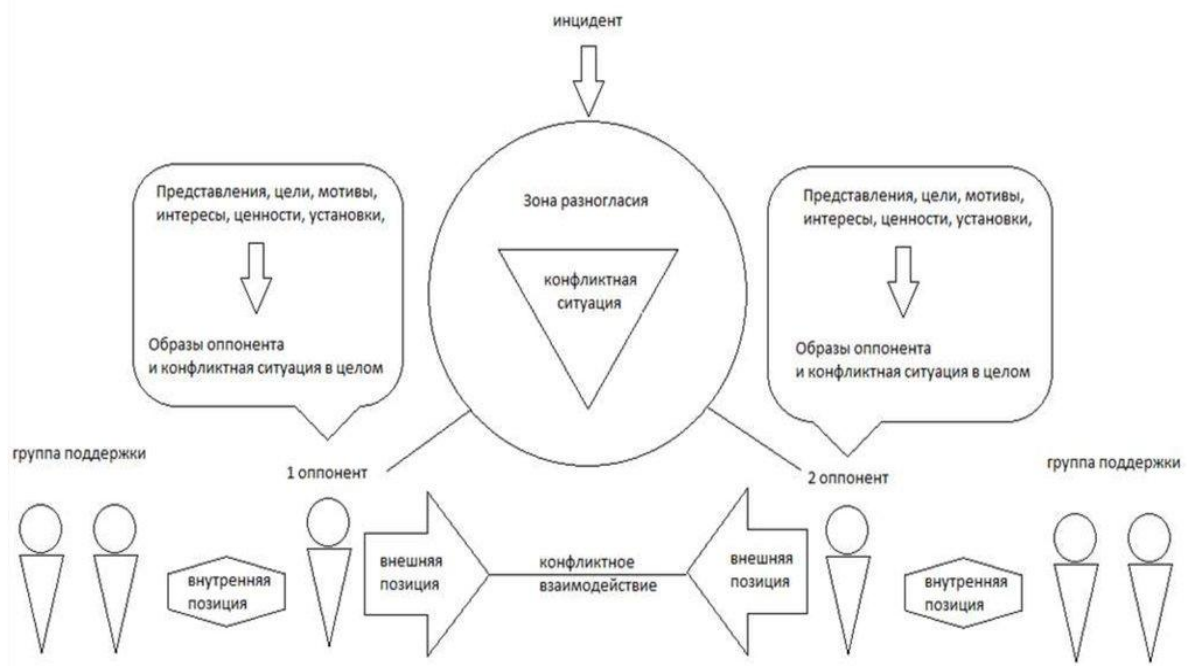 инцидент
Представления, цели, мотивы,
интересы, ценности, установки,
Образы оппонента
и конфликтная ситуация в целом
Зона разногласия
конфликтная
ситуация
Представления, цели, мотивы,
интересы, ценности, установки,
Образы оппонента
и конфликтная ситуация в целом
группа поддержки
1 оппонент
2 оппонент
группа поддержки
внутренняя
позиция
внешняя
позиция
конфликтное
взаимодействие
внешняя
позиция
внутренняя
позиция